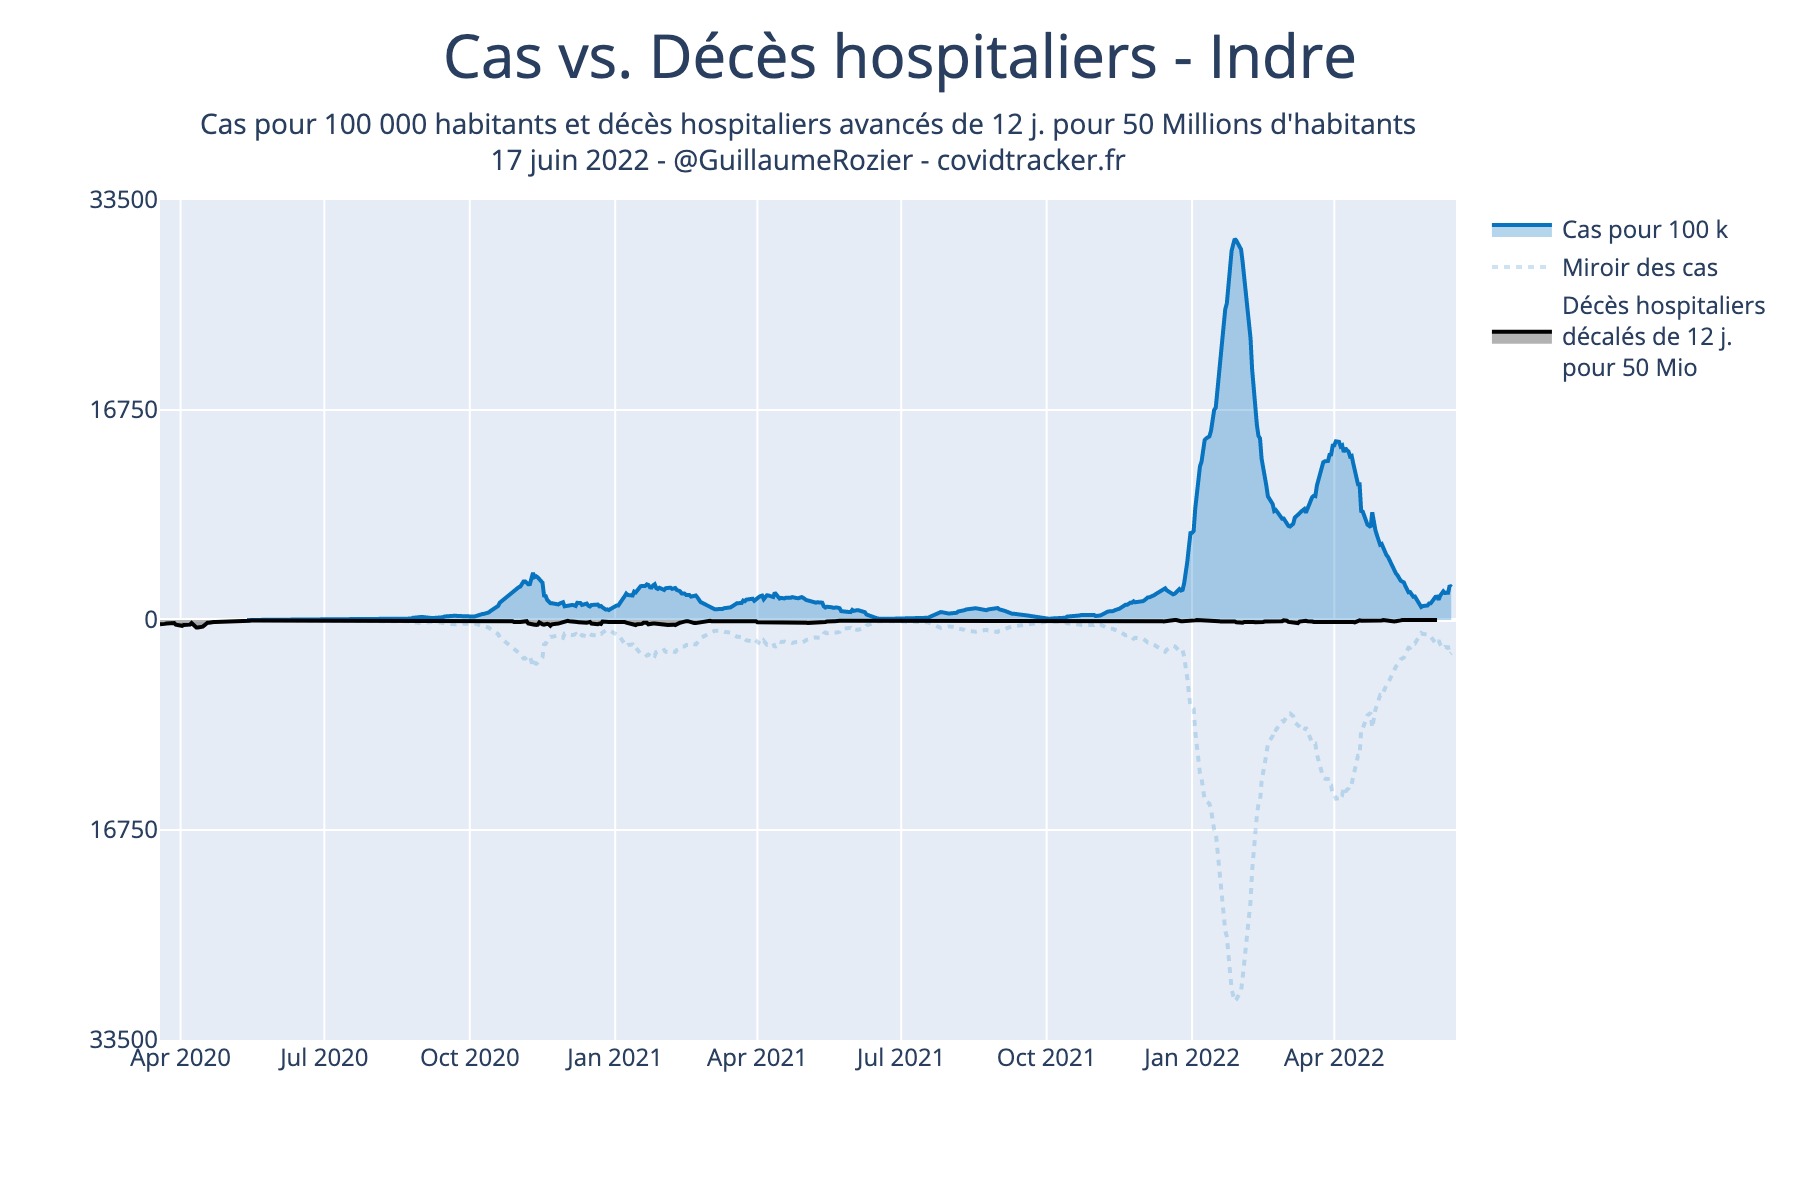 Cas vs. Décès hospitaliers - Indre
Cas pour 100 000 habitants et décès hospitaliers avancés de 12 j. pour 50 Millions d'habitants
17 juin 2022 - @GuillaumeRozier - covidtracker.fr
33500
16750
0
16750
33500
Apr 2020
Jul 2020
Oct 2020
Jan 2021
Apr 2021
Jul 2021
Oct 2021
Jan 2022
Apr 2022
Cas pour 100 k
Miroir des cas
Décès hospitaliers
décalés de 12 j.
pour 50 Mio